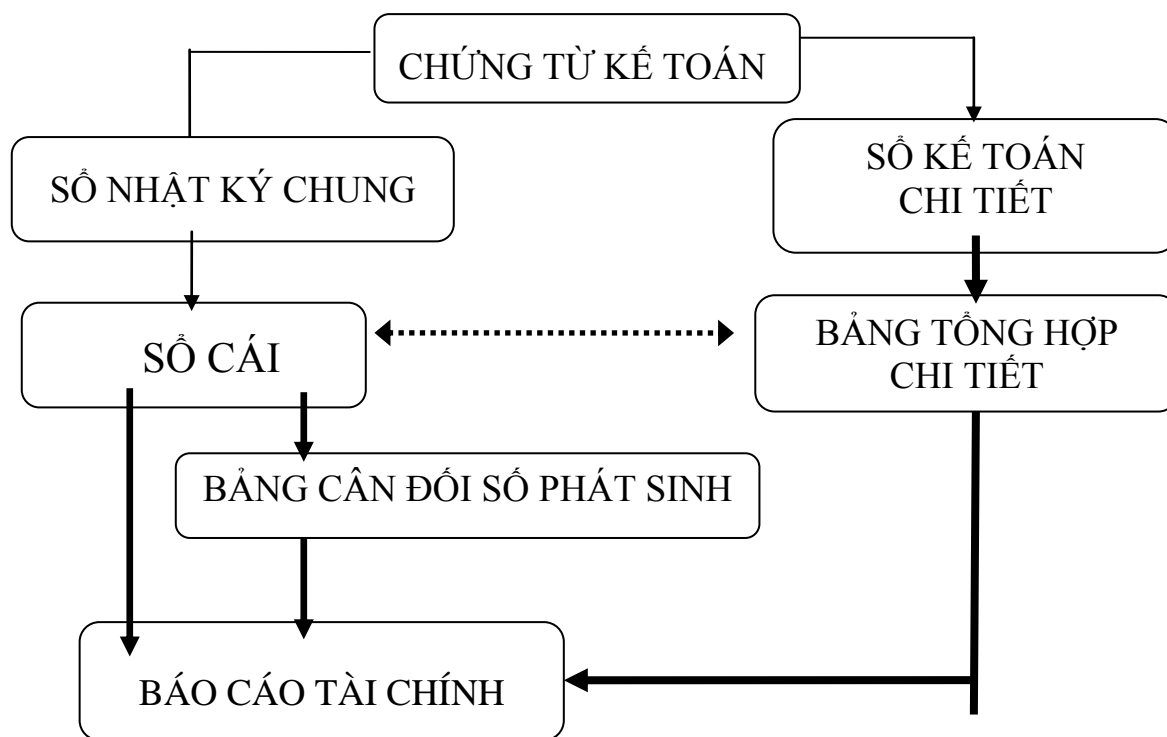 CHỨNG TỪ KẾ TOÁN
SỔ NHẬT KÝ CHUNG
SỔ KẾ TOÁN
CHI TIẾT
SỔ CÁI
BẢNG TỔNG HỢP
CHI TIẾT
BẢNG CÂN ĐỐI SỐ PHÁT SINH
BÁO CÁO TÀI CHÍNH